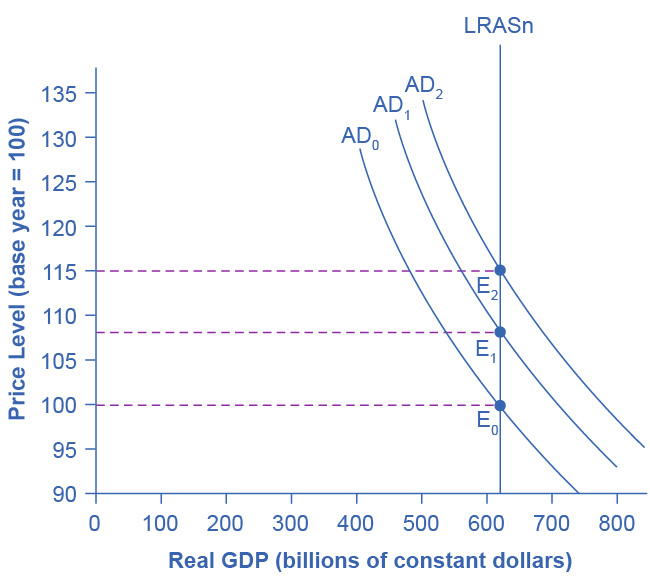 LRASn
AD₂
AD₁
AD₀
135
130
125
120
115
110
105
100
95
90
E₂
E₁
E₀
0 100 200 300 400 500 600 700 800
Price Level (base year = 100)
Real GDP (billions of constant dollars)